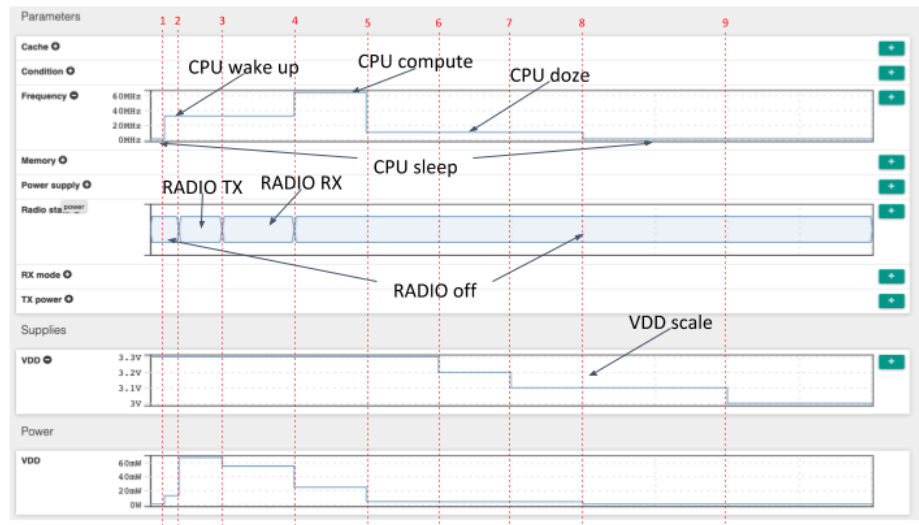 Parameters
1 2 3 4 5 6 7 8 9
Cache
Condition
CPU wake up
CPU compute
CPU doze
Frequency
60MHz
40MHz
20MHz
0MHz
Memory
CPU sleep
Power supply
RADIO TX
RADIO RX
Radio sta
power
RX mode
RADIO off
TX power
Supplies
VDD scale
VDD
3.3V
3.2V
3.1V
3V
Power
VDD
60mW
40mW
20mW
0W